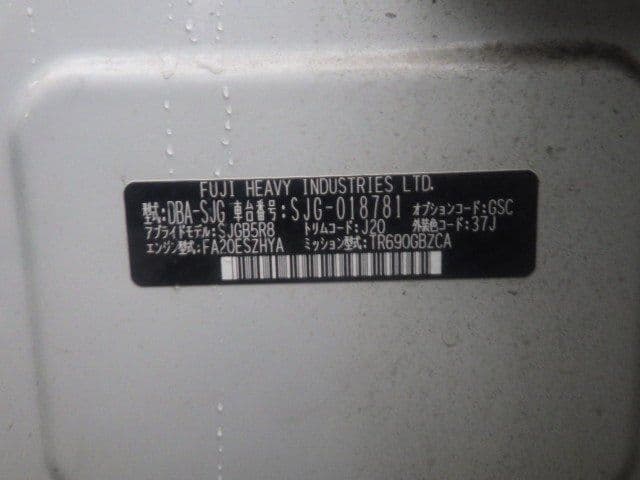 FUJI HEAVY INDUSTRIES LTD.
型式:DBA-SJG 車台番号:SJG-018781 オプションコード:GSC
アプライドモデル:SJGB5R8 トリムコード:J20 外装色コード:37J
エンジン型式:FA20ESZHYA ミッション型式:TR690GBZCA